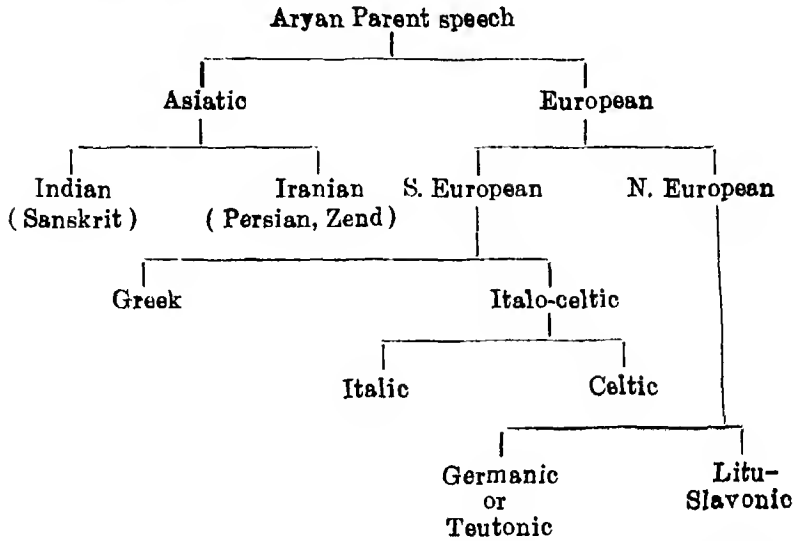 Aryan Parent speech
Asiatic European
Indian Iranian S. European N. European
(Sanskrit) (Persian, Zend)
Greek Italo-celtic
Italic Celtic
Germanic Litu-
or Slavonic
Teutonic